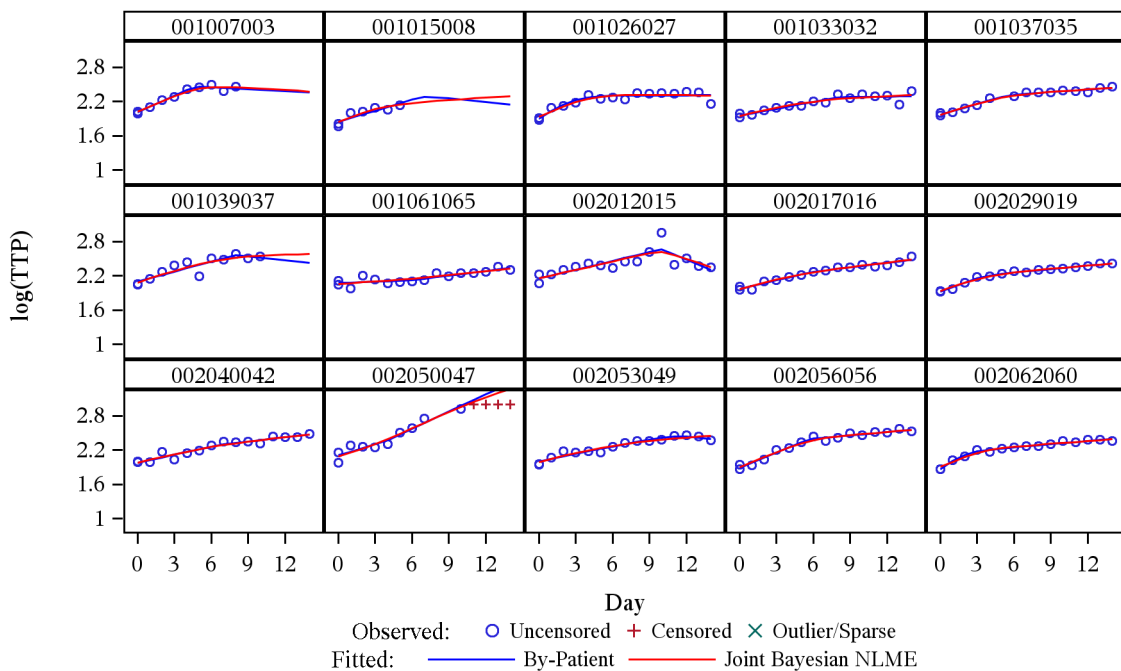 001007003 001015008 001026027 001033032 001037035
2.8
2.2
1.6
1
001039037 001061065 002012015 002017016 002029019
2.8
2.2
1.6
1
log(TTP)
002040042 002050047 002053049 002056056 002062060
2.8
2.2
1.6
1
0 3 6 9 12 0 3 6 9 12 0 3 6 9 12 0 3 6 9 12 0 3 6 9 12
Day
Observed: Uncensored Censored Outlier/Sparse
Fitted: By-Patient Joint Bayesian NLME